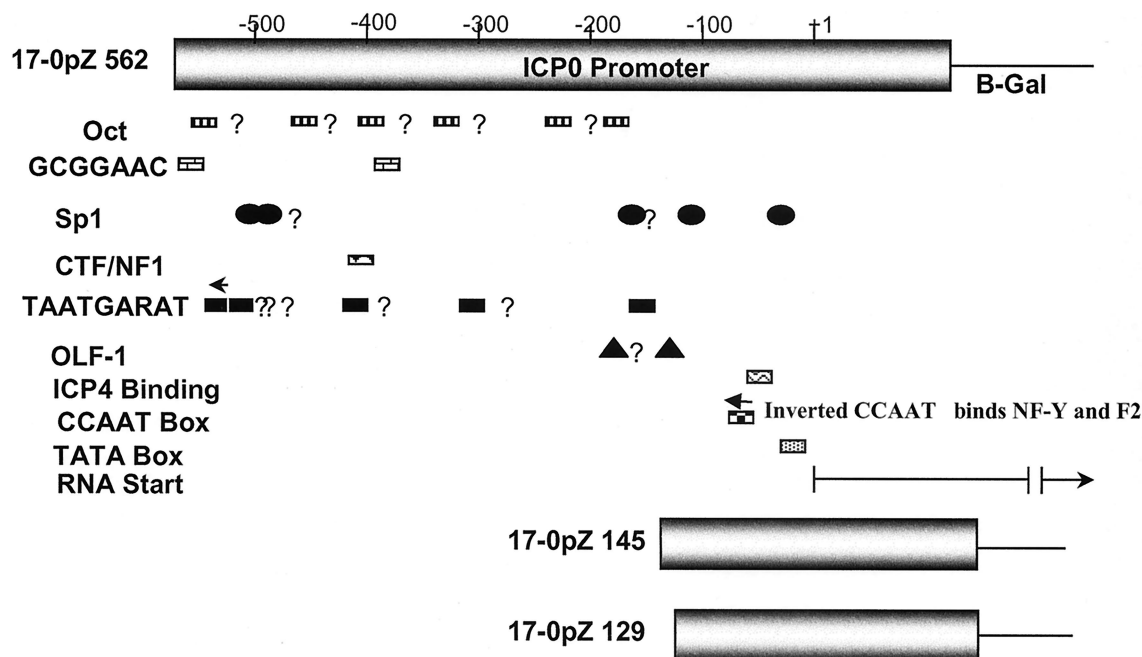 -500 -400 -300 -200 -100 +1
17-0pZ 562
ICP0 Promoter
B-Gal
Oct ? ? ? ? ?
GCGGAAC
Sp1 ? ?
CTF/NF1
TAATGARAT ? ? ? ? ?
OLF-1 ?
ICP4 Binding
CCAAT Box Inverted CCAAT binds NF-Y and F2
TATA Box
RNA Start
17-0pZ 145
17-0pZ 129